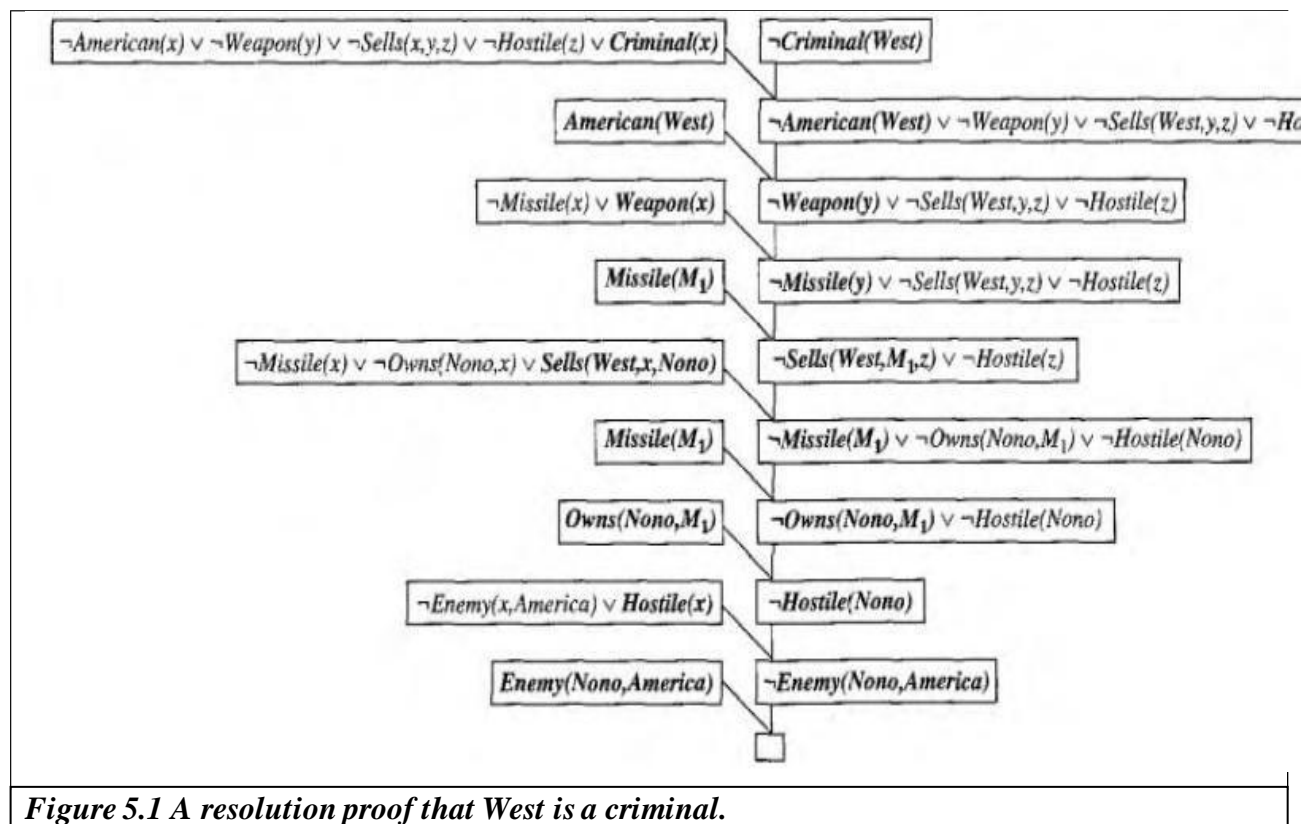 ¬American(x) ∨ ¬Weapon(y) ∨ ¬Sells(x,y,z) ∨ ¬Hostile(z) ∨ Criminal(x) ¬Criminal(West)
American(West) ¬American(West) ∨ ¬Weapon(y) ∨ ¬Sells(West,y,z) ∨ ¬Ho
¬Missile(x) ∨ Weapon(x) ¬Weapon(y) ∨ ¬Sells(West,y,z) ∨ ¬Hostile(z)
Missile(M₁) ¬Missile(y) ∨ ¬Sells(West,y,z) ∨ ¬Hostile(z)
¬Missile(x) ∨ ¬Owns(Nono,x) ∨ Sells(West,x,Nono) ¬Sells(West,M₁,z) ∨ ¬Hostile(z)
Missile(M₁) ¬Missile(M₁) ∨ ¬Owns(Nono,M₁) ∨ ¬Hostile(Nono)
Owns(Nono,M₁) ¬Owns(Nono,M₁) ∨ ¬Hostile(Nono)
¬Enemy(x,America) ∨ Hostile(x) ¬Hostile(Nono)
Enemy(Nono,America) ¬Enemy(Nono,America)
Figure 5.1 A resolution proof that West is a criminal.